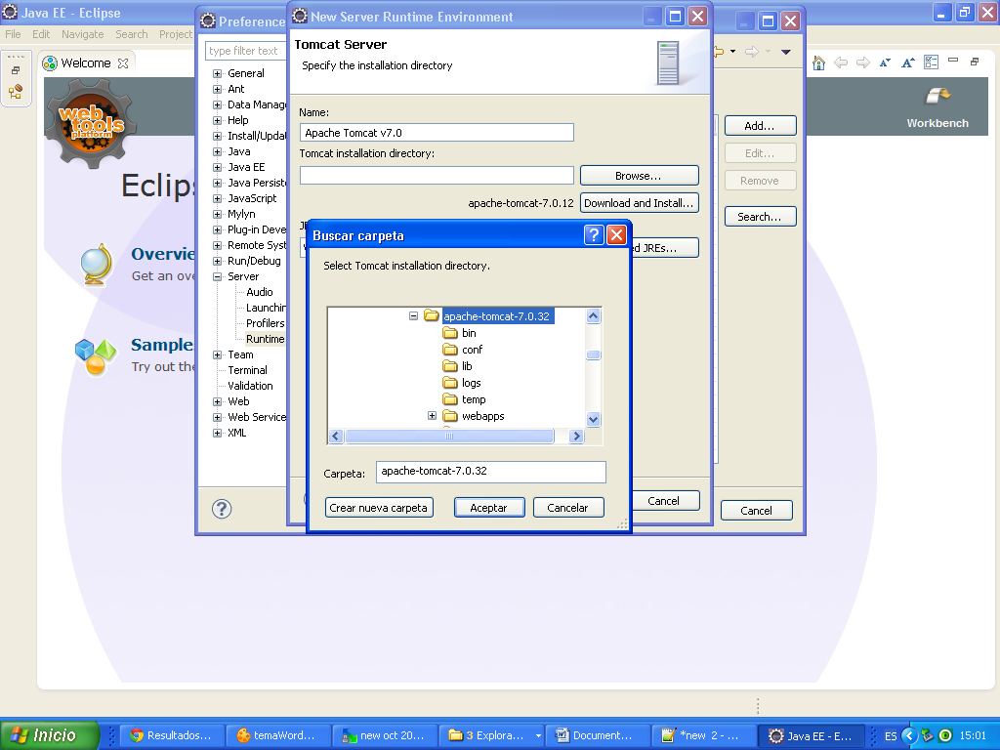 Java EE - Eclipse
File Edit Navigate Search Project
Welcome
web
tools
platform
Workbench
Eclips
Overvie
Get an ove
Sample
Try out the
Preference
type filter text
General
Ant
Data Manag
Help
Install/Updat
Java
Java EE
Java Persiste
JavaScript
Mylyn
Plug-in Deve
Remote Syst
Run/Debug
Server
Audio
Launchin
Profilers
Runtime
Team
Terminal
Validation
Web
Web Service
XML
Add...
Edit...
Remove
Search...
Cancel
New Server Runtime Environment
Tomcat Server
Specify the installation directory
Name:
Apache Tomcat v7.0
Tomcat installation directory:
Browse...
apache-tomcat-7.0.12 Download and Install...
JREs...
Cancel
Buscar carpeta
Select Tomcat installation directory.
apache-tomcat-7.0.32
bin
conf
lib
logs
temp
webapps
Carpeta: apache-tomcat-7.0.32
Crear nueva carpeta Aceptar Cancelar
Inicio Resultados... temaWord... new oct 20... 3 Explora... Document... *new 2 - ... Java EE - E... ES 15:01